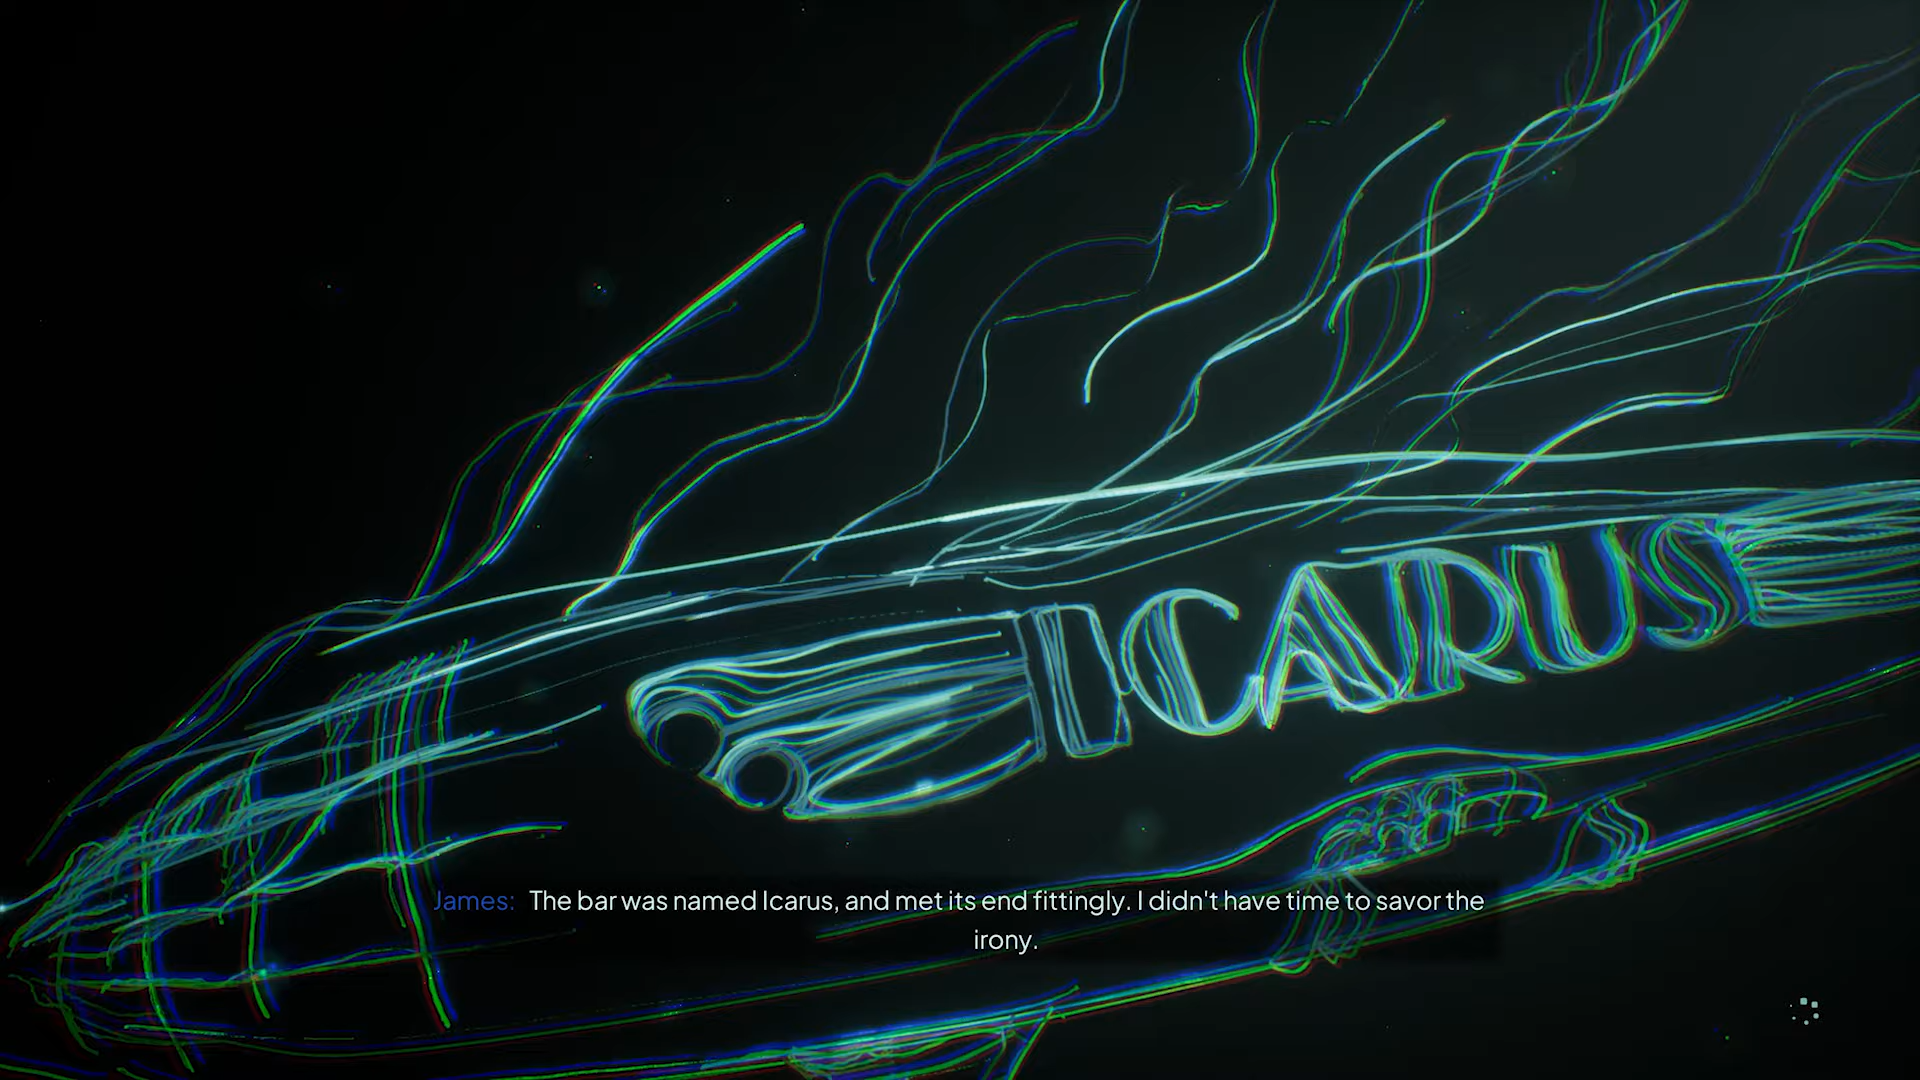 ICARUS
James: The bar was named Icarus, and met its end fittingly. I didn't have time to savor the
irony.